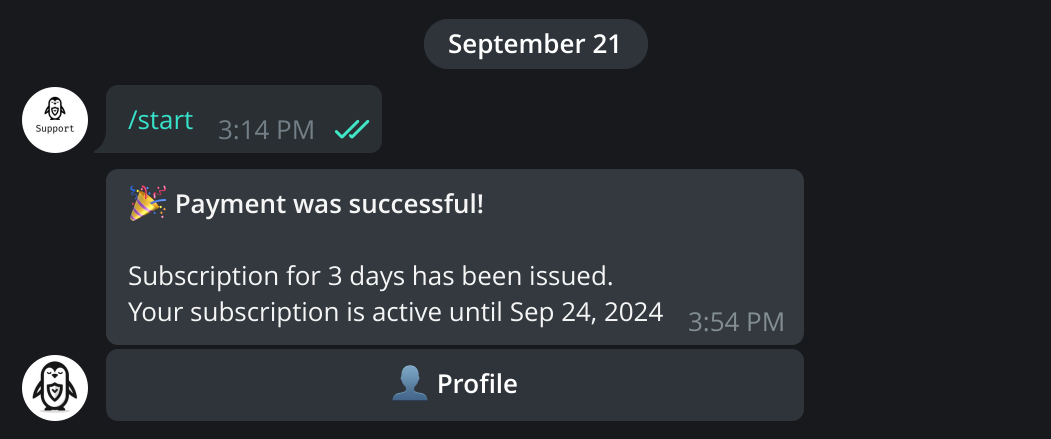 September 21
Support
/start 3:14 PM
🎉 Payment was successful!
Subscription for 3 days has been issued.
Your subscription is active until Sep 24, 2024 3:54 PM
👤 Profile